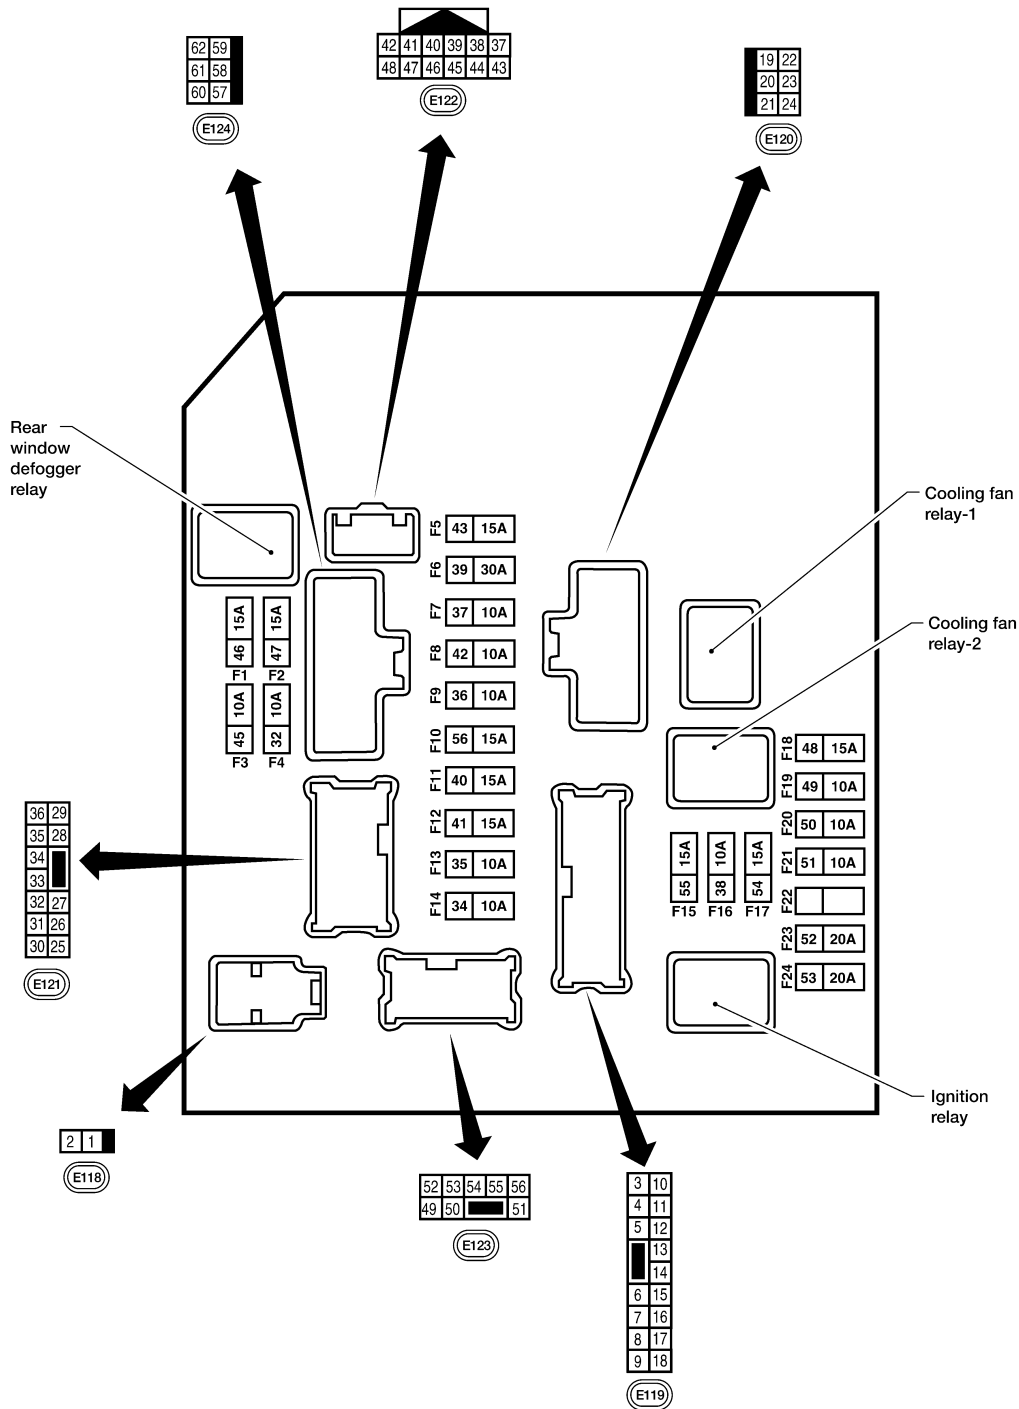 62 59
61 58
60 57
E124
42 41 40 39 38 37
48 47 46 45 44 43
E122
19 22
20 23
21 24
E120
Rear
window
defogger
relay
Cooling fan
relay-1
Cooling fan
relay-2
F5 43 15A
F6 39 30A
F7 37 10A
F8 42 10A
F9 36 10A
F10 56 15A
F11 40 15A
F12 41 15A
F13 35 10A
F14 34 10A
15A 15A
46 47
F1 F2
10A 10A
45 32
F3 F4
F18 48 15A
F19 49 10A
F20 50 10A
F21 51 10A
F22
F23 52 20A
F24 53 20A
15A 10A 15A
55 38 54
F15 F16 F17
36 29
35 28
34
33
32 27
31 26
30 25
E121
Ignition
relay
2 1
E118
52 53 54 55 56
49 50 51
E123
3 10
4 11
5 12
13
14
6 15
7 16
8 17
9 18
E119